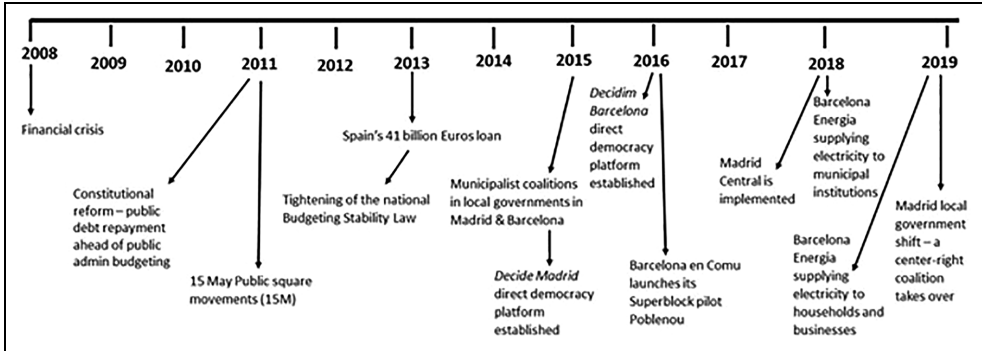 2008
2009
2010
2011
2012
2013
2014
2015
2016
2017
2018
2019
Financial crisis
Constitutional
reform – public
debt repayment
ahead of public
admin budgeting
15 May Public square
movements (15M)
Spain's 41 billion Euros loan
Tightening of the national
Budgeting Stability Law
Municipalist coalitions
in local governments in
Madrid & Barcelona
Decide Madrid
direct democracy
platform
established
Decidim
Barcelona
direct
democracy
platform
established
Barcelona en Comu
launches its
Superblock pilot
Poblenou
Madrid
Central is
implemented
Barcelona
Energia
supplying
electricity to
municipal
institutions
Barcelona
Energia
supplying
electricity to
households and
businesses
Madrid local
government
shift – a
center-right
coalition
takes over